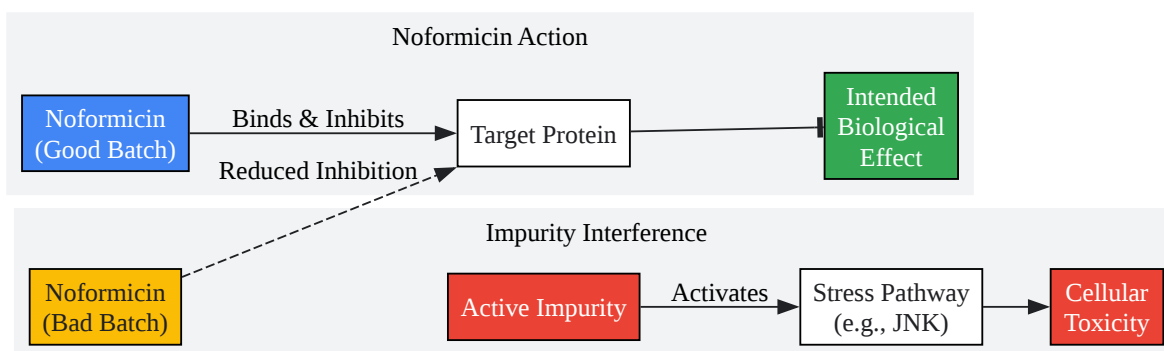 Noformicin Action
Noformicin
(Good Batch)
Binds & Inhibits
Target Protein
Intended
Biological
Effect
Reduced Inhibition
Impurity Interference
Noformicin
(Bad Batch)
Active Impurity
Activates
Stress Pathway
(e.g., JNK)
Cellular
Toxicity